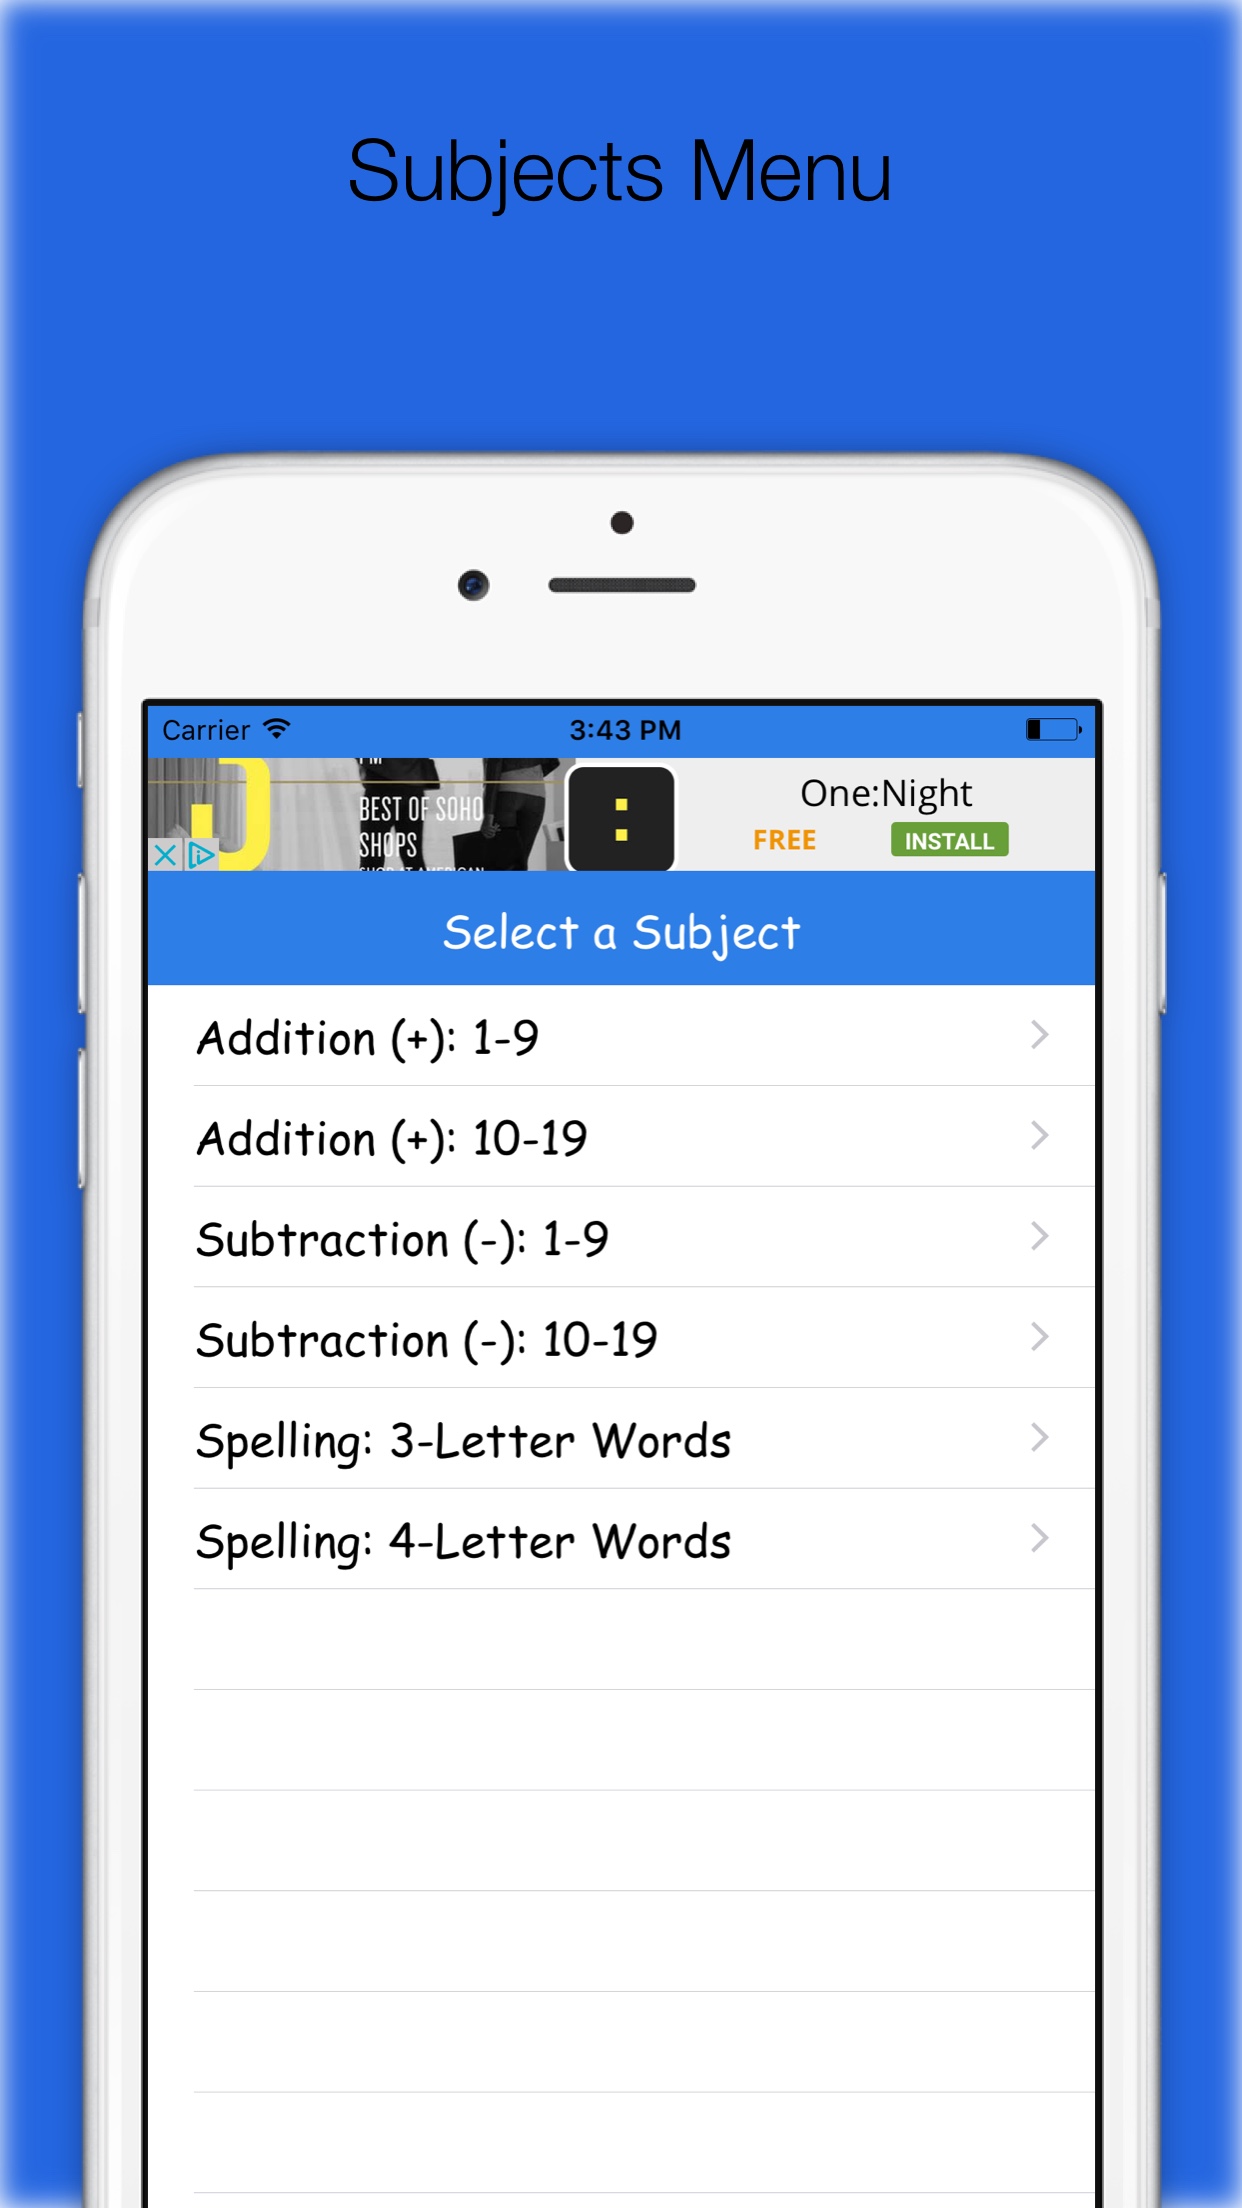 Subjects Menu
Carrier
3:43 PM
BEST OF SOHO
SHOPS
One:Night
FREE
INSTALL
Select a Subject
Addition (+): 1-9
Addition (+): 10-19
Subtraction (-): 1-9
Subtraction (-): 10-19
Spelling: 3-Letter Words
Spelling: 4-Letter Words